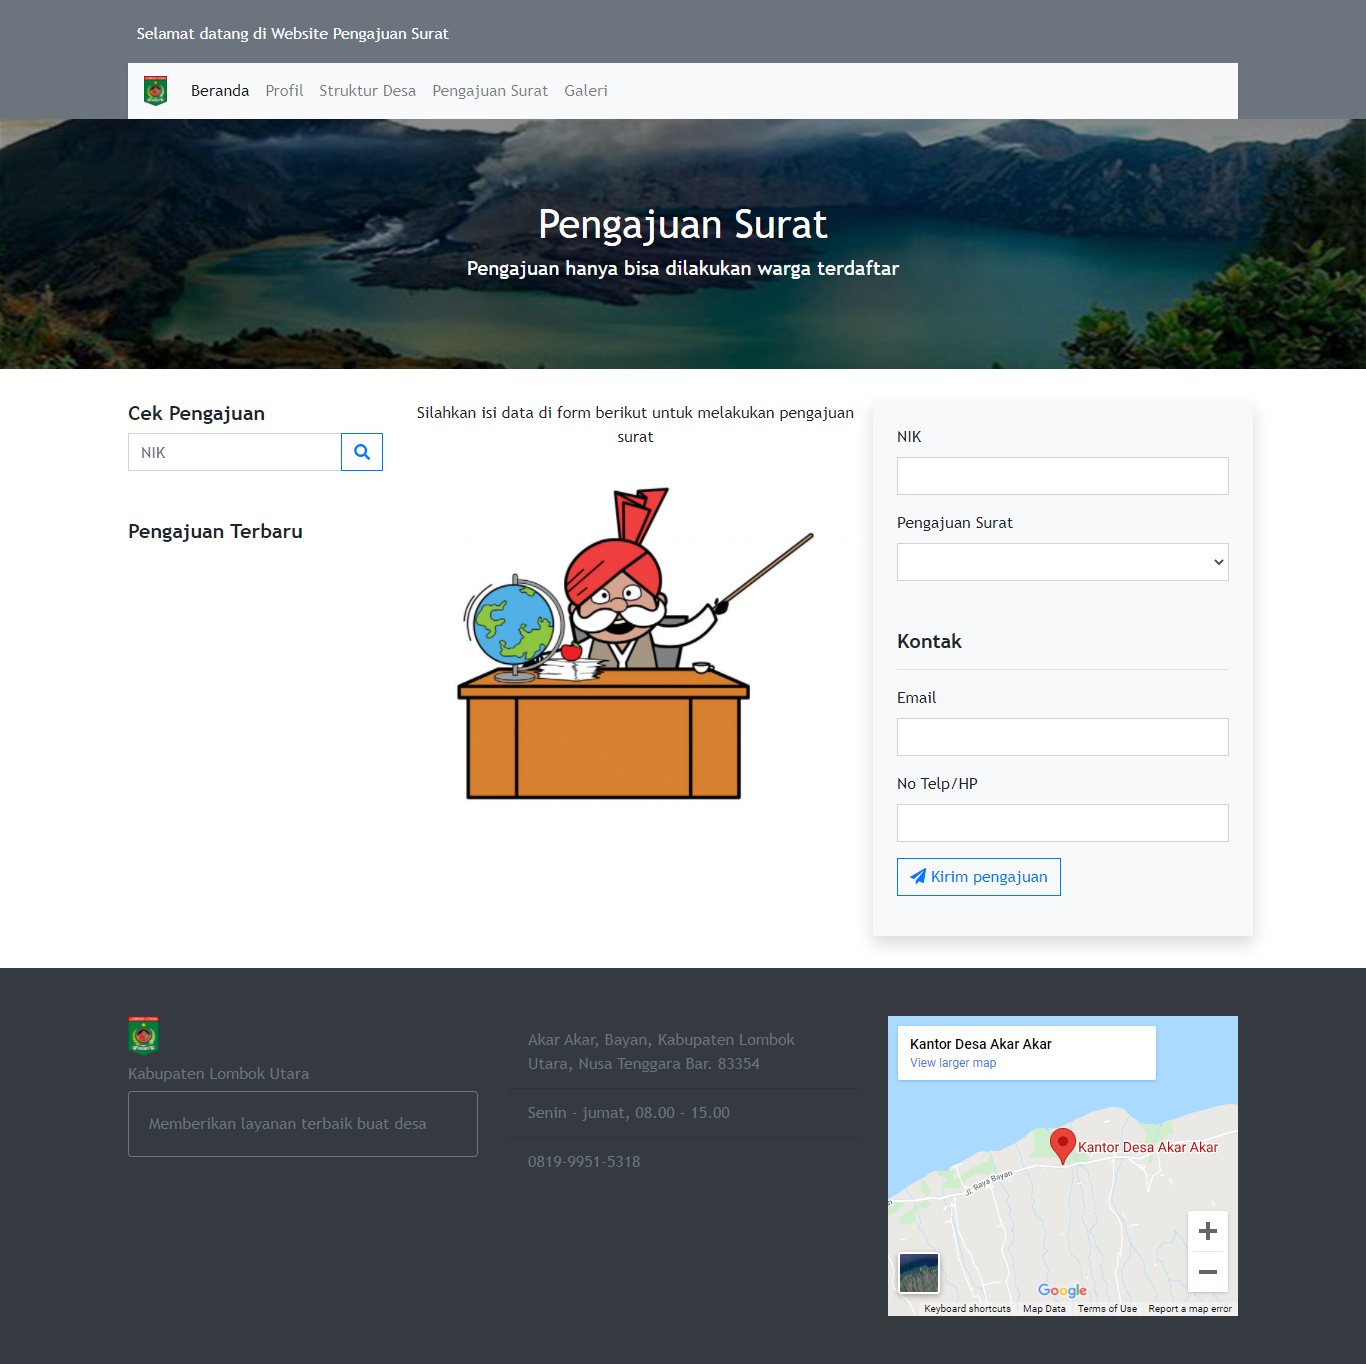 Selamat datang di Website Pengajuan Surat
Beranda Profil Struktur Desa Pengajuan Surat Galeri
Pengajuan Surat
Pengajuan hanya bisa dilakukan warga terdaftar
Cek Pengajuan
NIK
Pengajuan Terbaru
Silahkan isi data di form berikut untuk melakukan pengajuan
surat
NIK
Pengajuan Surat
Kontak
Email
No Telp/HP
Kirim pengajuan
Kabupaten Lombok Utara
Memberikan layanan terbaik buat desa
Akar Akar, Bayan, Kabupaten Lombok
Utara, Nusa Tenggara Bar. 83354
Senin - jumat, 08.00 - 15.00
0819-9951-5318
Kantor Desa Akar Akar
View larger map
Kantor Desa Akar Akar
Jl. Raya Bayan
Google
Keyboard shortcuts Map Data Terms of Use Report a map error